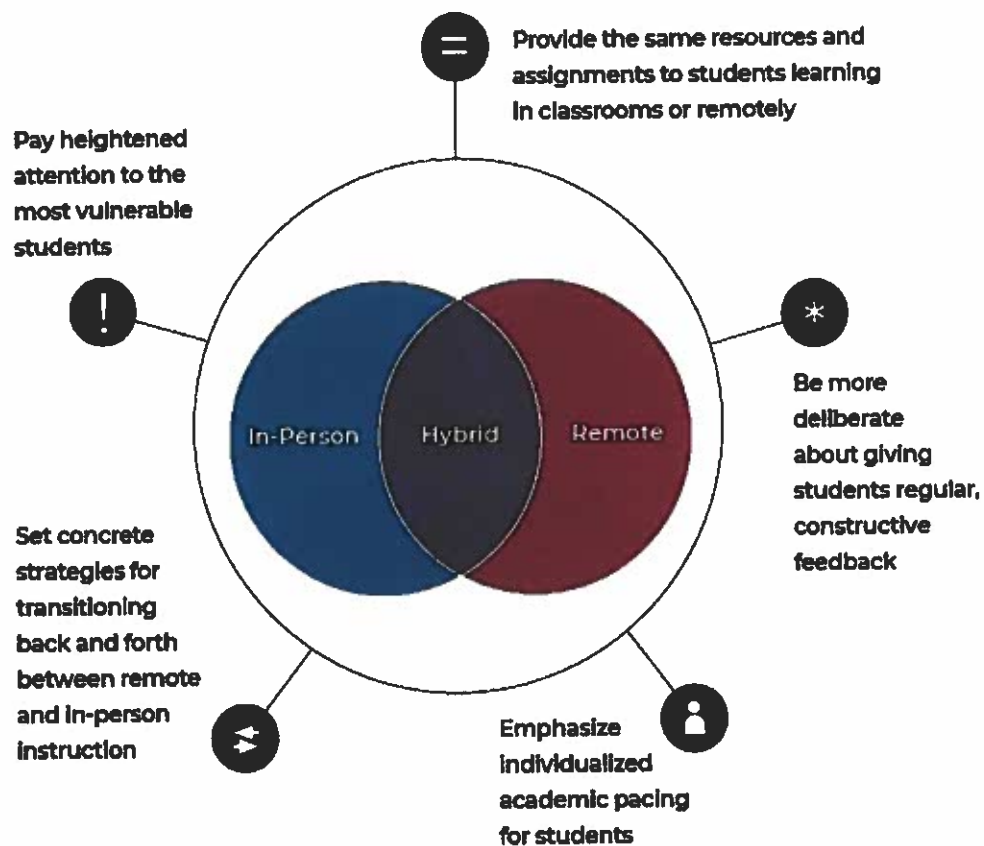 =
Provide the same resources and
assignments to students learning
in classrooms or remotely
Pay heightened
attention to the
most vulnerable
students
!
*
Be more
deliberate
about giving
students regular,
constructive
feedback
In-Person
Hybrid
Remote
Set concrete
strategies for
transitioning
back and forth
between remote
and in-person
instruction
Emphasize
individualized
academic pacing
for students